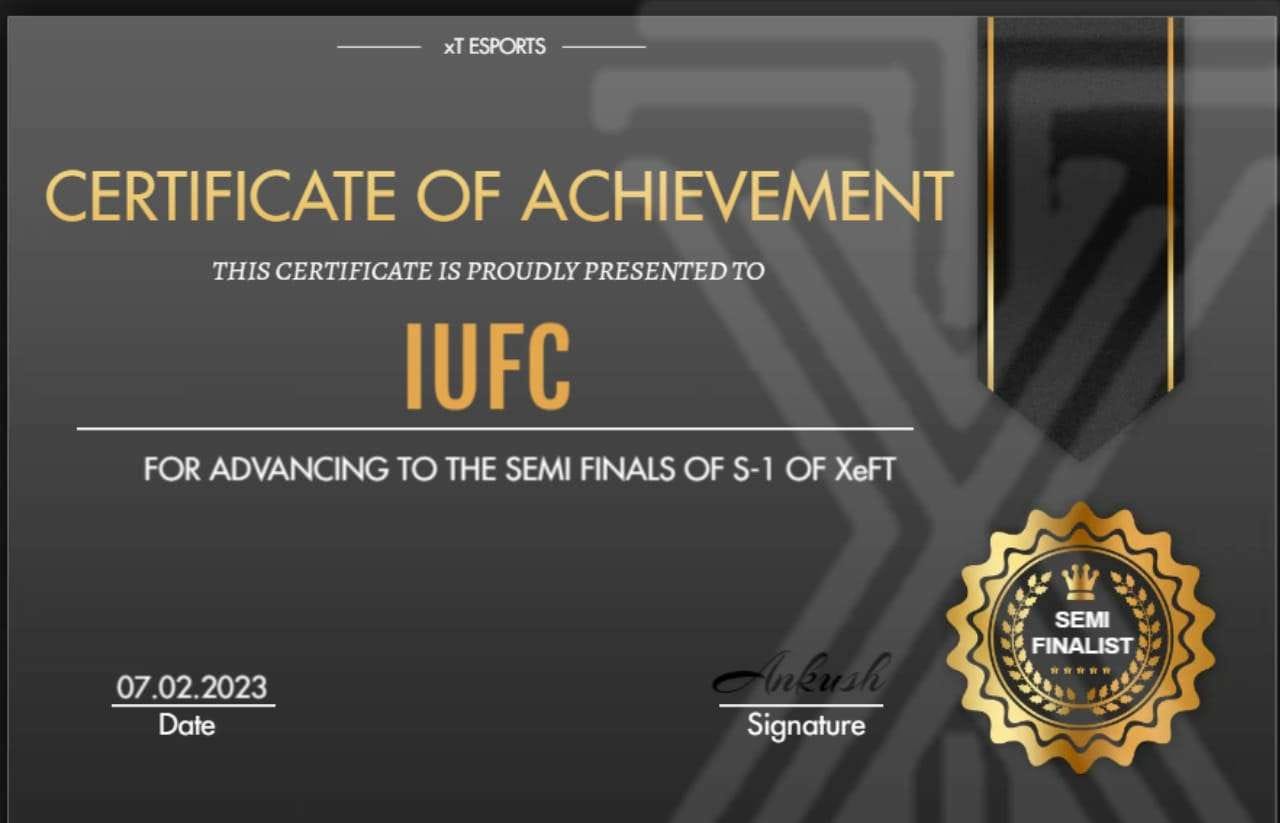 xT ESPORTS
CERTIFICATE OF ACHIEVEMENT
THIS CERTIFICATE IS PROUDLY PRESENTED TO
IUFC
FOR ADVANCING TO THE SEMI FINALS OF S-1 OF XeFT
SEMI
FINALIST
07.02.2023
Ankush
Date
Signature